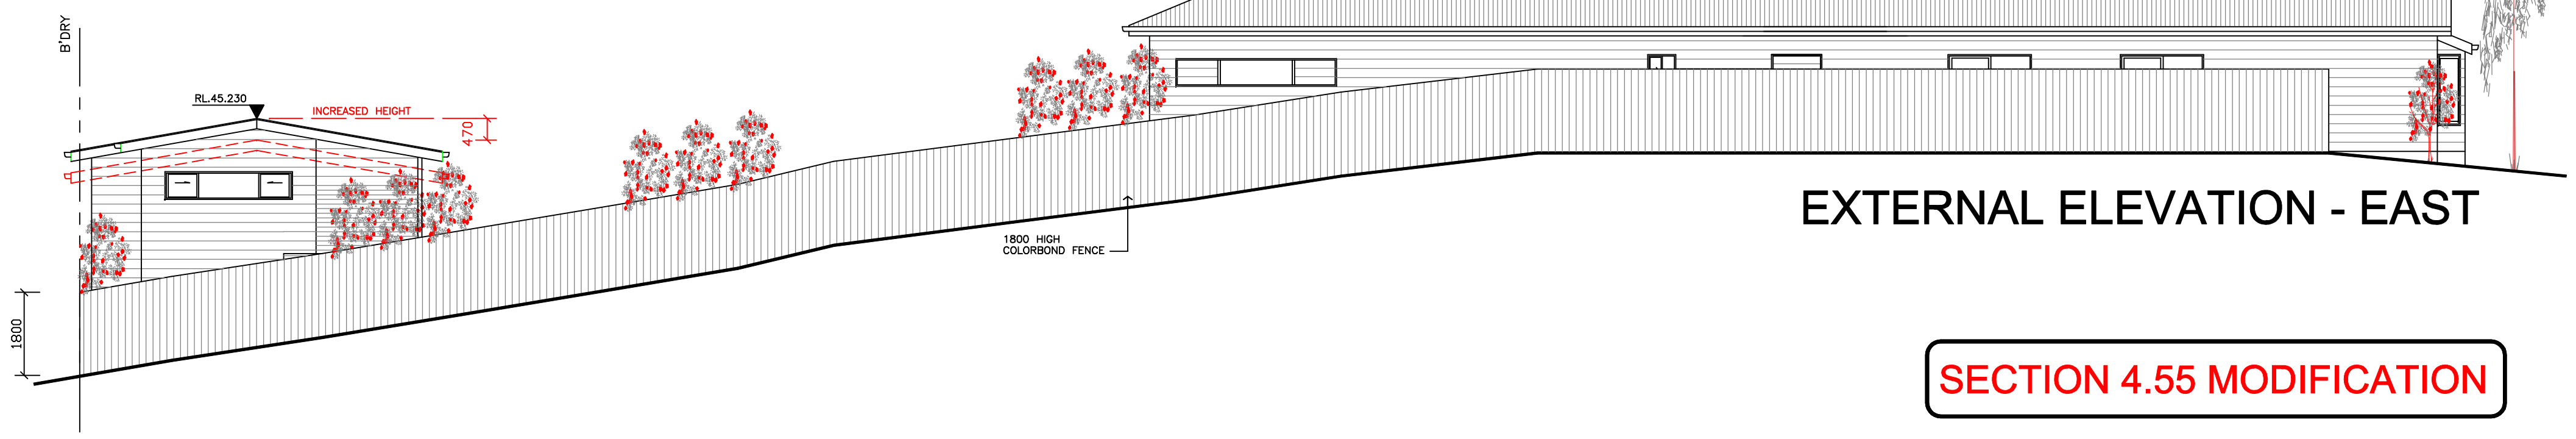 B'DRY
RL.45.230
INCREASED HEIGHT
470
1800 HIGH
COLORBOND FENCE
EXTERNAL ELEVATION - EAST
1800
SECTION 4.55 MODIFICATION